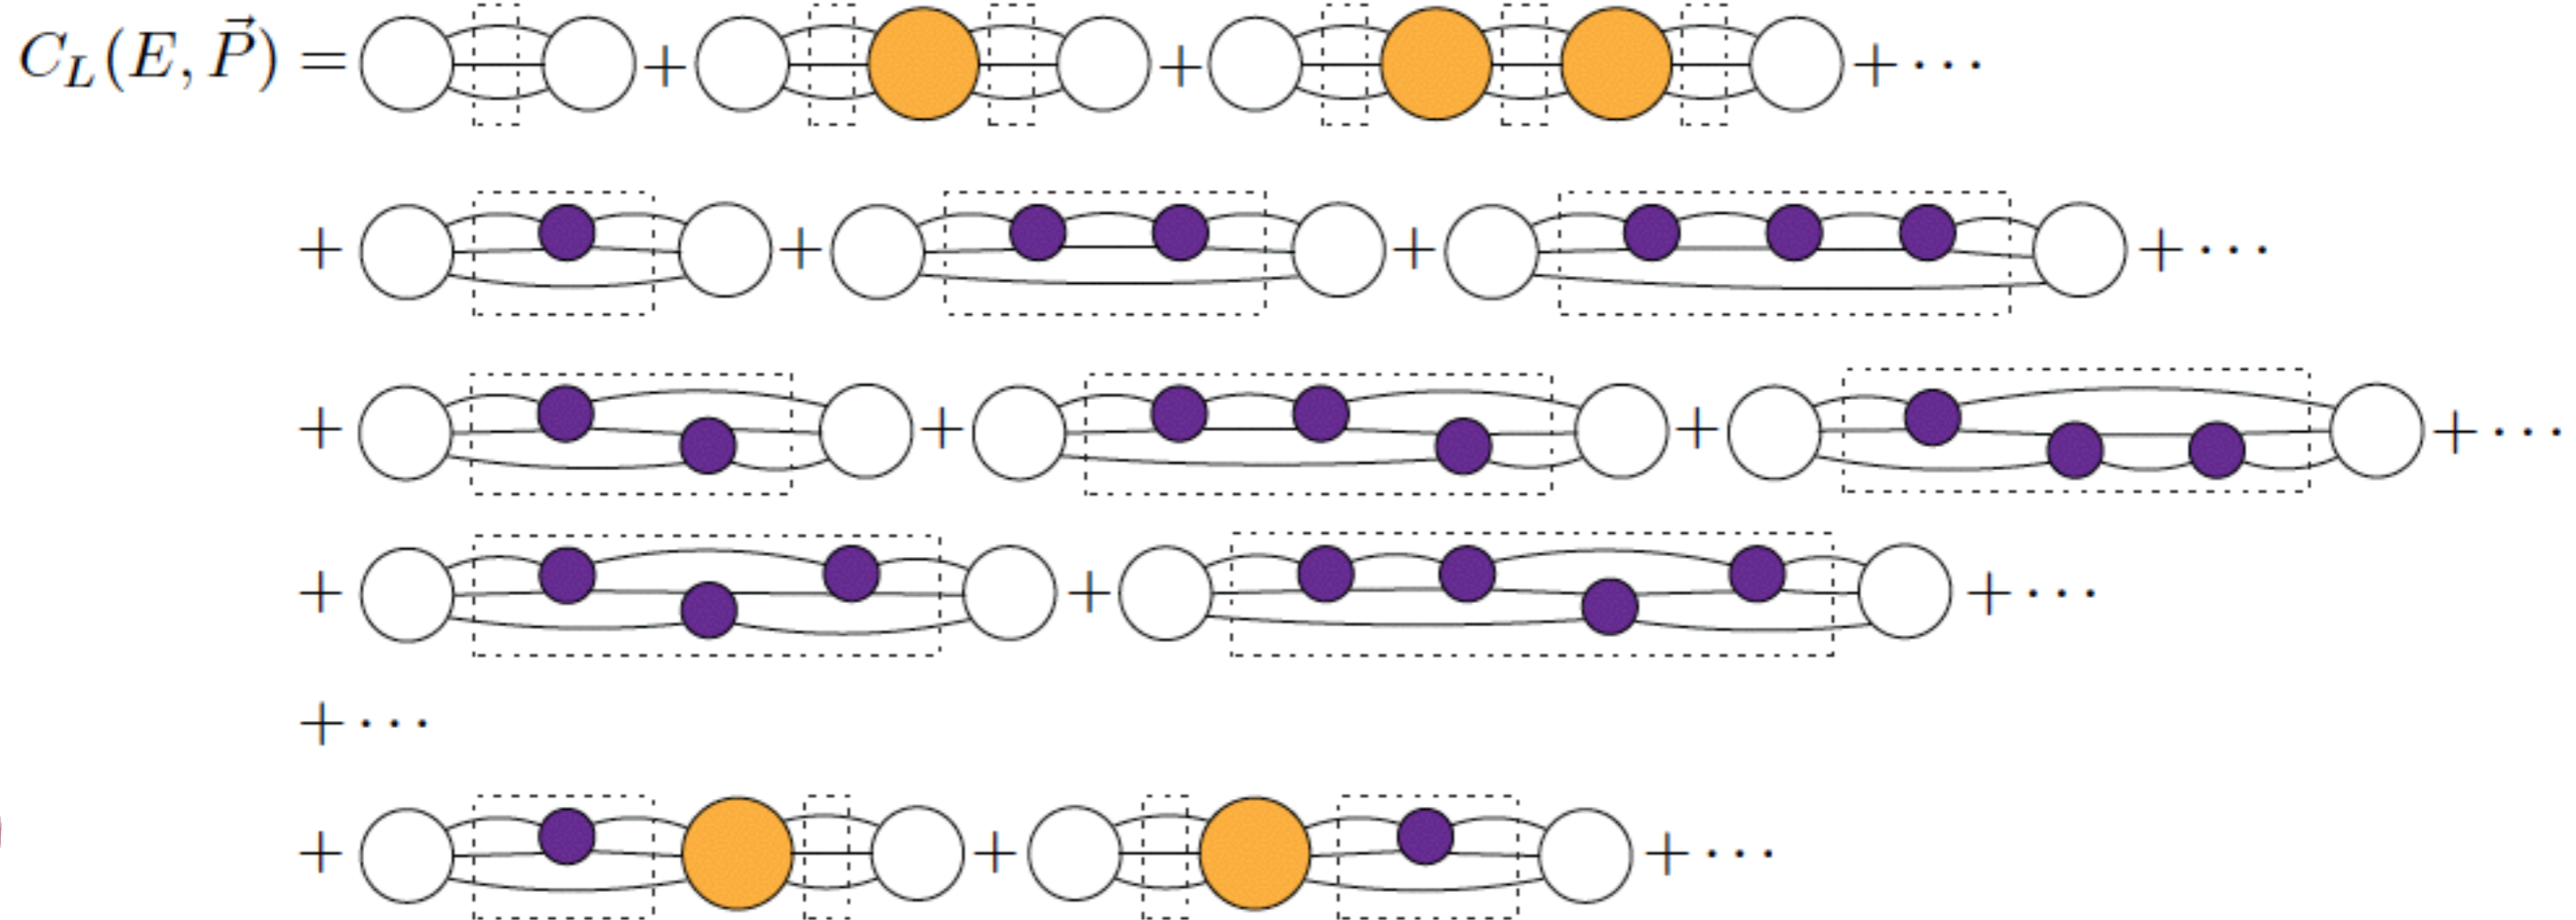 C_L(E, \vec{P}) = + + + ⋯
+ + + + ⋯
+ + + + ⋯
+ + + ⋯
+ ⋯
+ + + ⋯